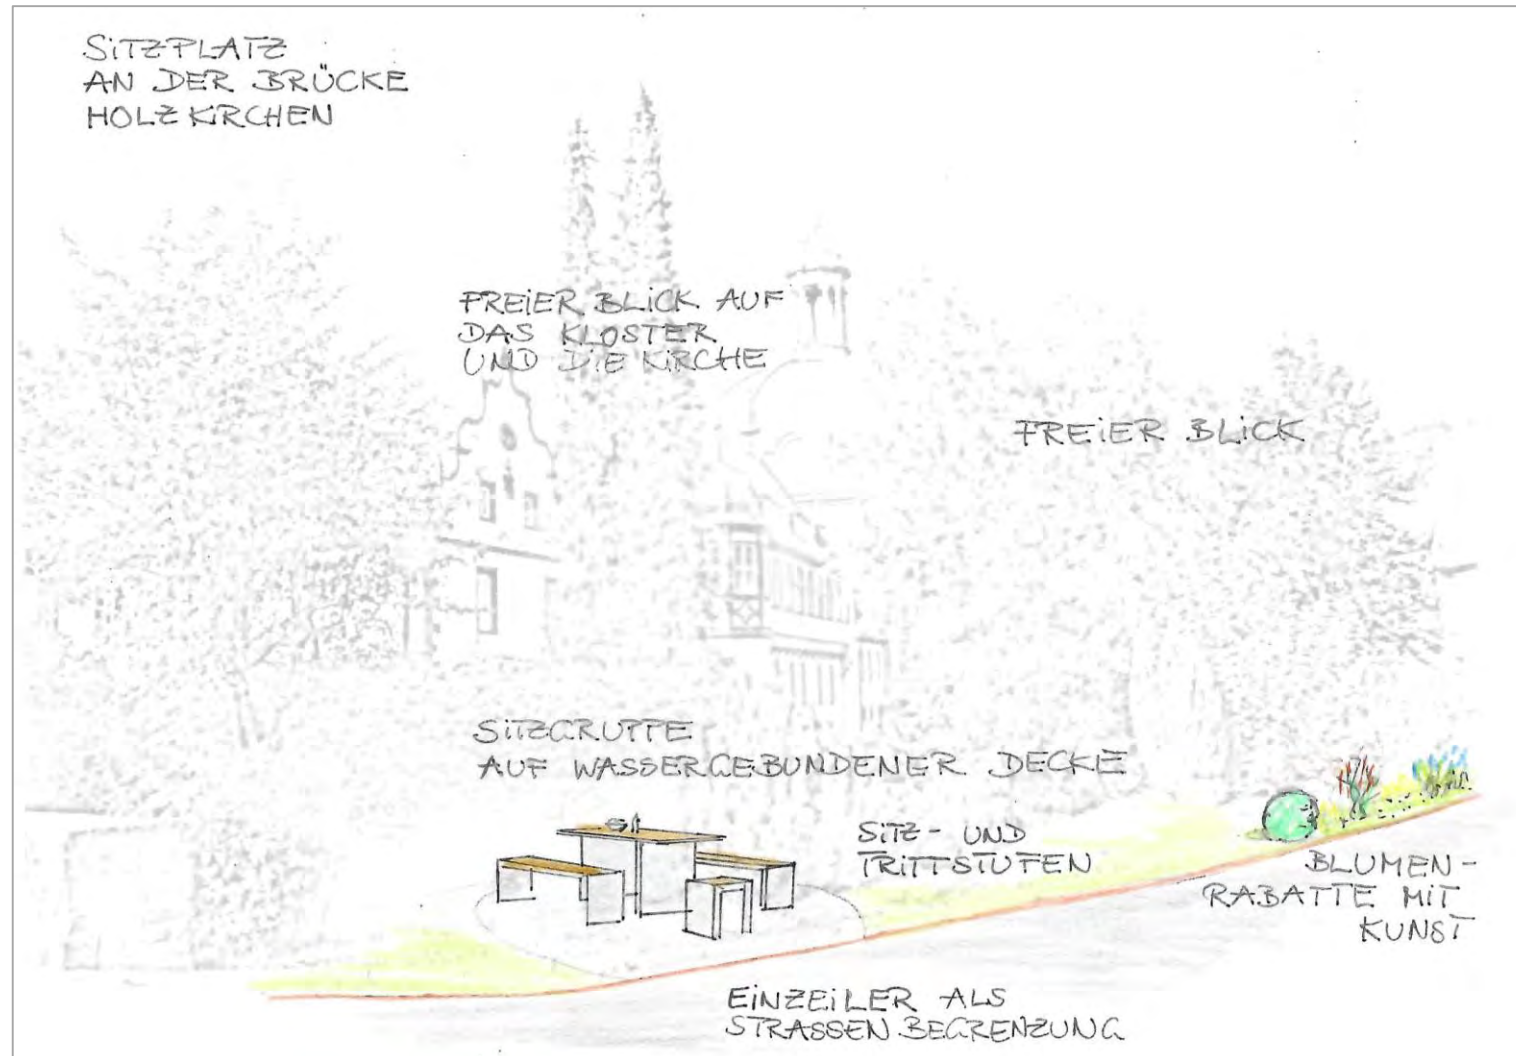 SiTZPLATZ
AN DER BRÜCKE
HOLZKIRCHEN
FREiER BLiCK AUF
DAS KLOSTER
UND DiE KiRCHE
FREiER BLiCK
SiTZGRUPPE
AUF WASSERGEBUNDENER DECKE
SiTZ- UND
TRiTTSTUFEN
BLUMEN-
RABATTE MiT
KUNST
EiNZEiLER ALS
STRASSENBEGRENZUNG